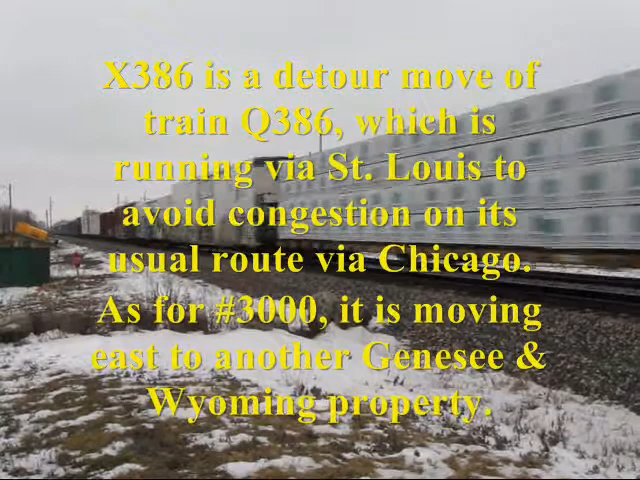 X386 is a detour move of
train Q386, which is
running via St. Louis to
avoid congestion on its
usual route via Chicago.
As for #3000, it is moving
east to another Genesee &
Wyoming property.